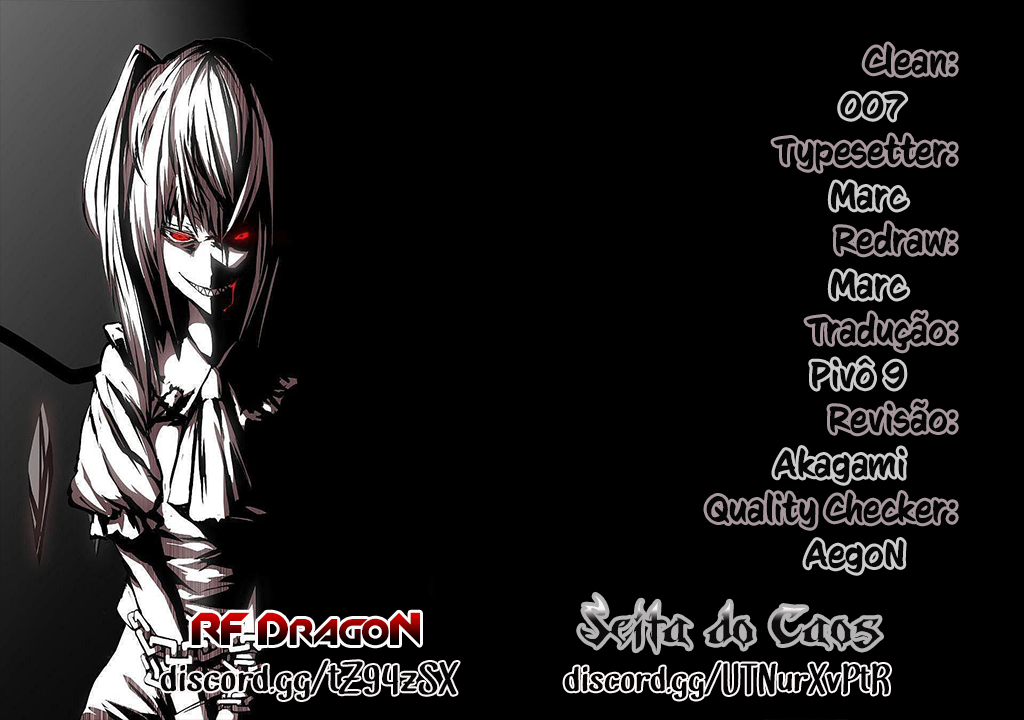 Clean:
007
Typesetter:
Marc
Redraw:
Marc
Tradução:
Pivô 9
Revisão:
Akagami
Quality Checker:
AegoN
RF DragoN
discord.gg/tZ94zSX
Seita do Caos
discord.gg/UTNurXvPtR